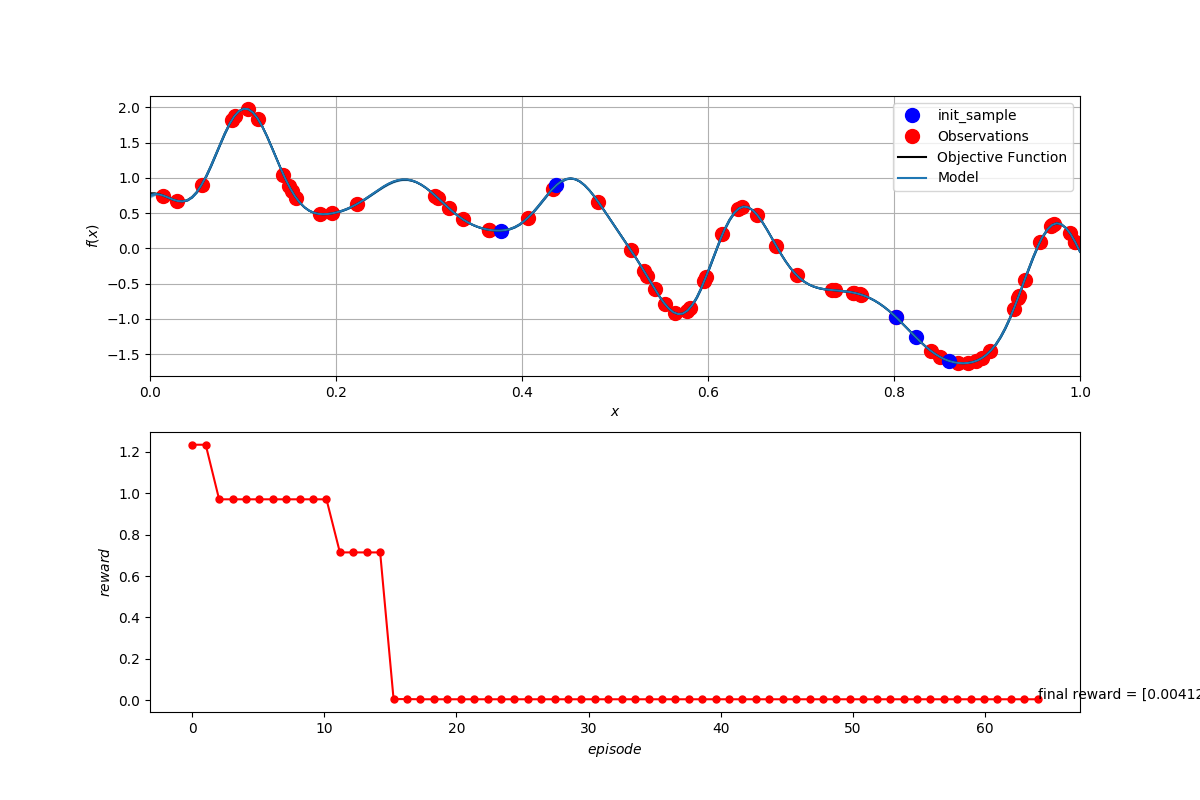 2.0
1.5
1.0
0.5
0.0
−0.5
−1.0
−1.5
f(x)
init_sample
Observations
Objective Function
Model
0.0 0.2 0.4 0.6 0.8 1.0
x
1.2
1.0
0.8
0.6
0.4
0.2
0.0
reward
final reward = [0.00412
0 10 20 30 40 50 60
episode